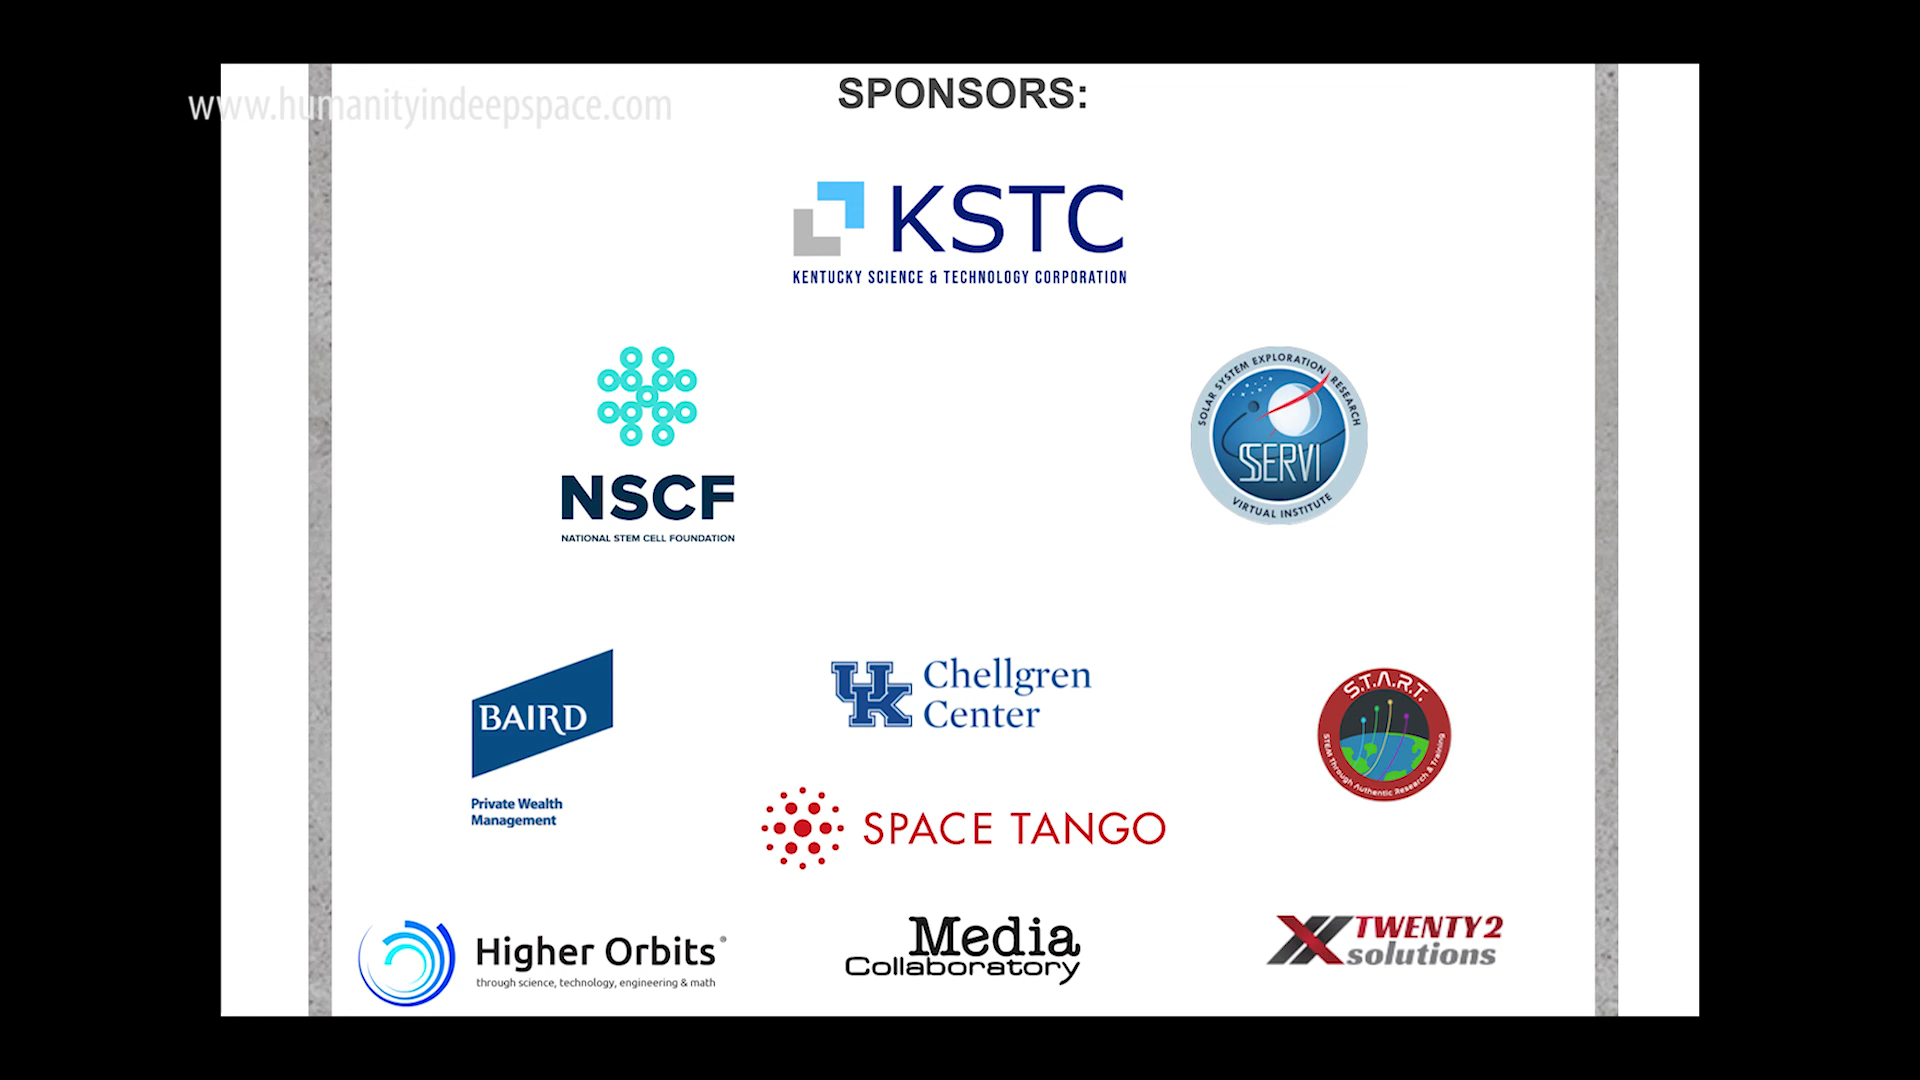 SPONSORS:
www.humanityindeepspace.com
KSTC
KENTUCKY SCIENCE & TECHNOLOGY CORPORATION
NSCF
NATIONAL STEM CELL FOUNDATION
SOLAR SYSTEM EXPLORATION RESEARCH
SSERVI
VIRTUAL INSTITUTE
BAIRD
Private Wealth
Management
UK Chellgren
Center
S.T.A.R.T.
STEM Through Authentic Research & Training
SPACE TANGO
Higher Orbits®
through science, technology, engineering & math
Media
Collaboratory
XX TWENTY2
solutions